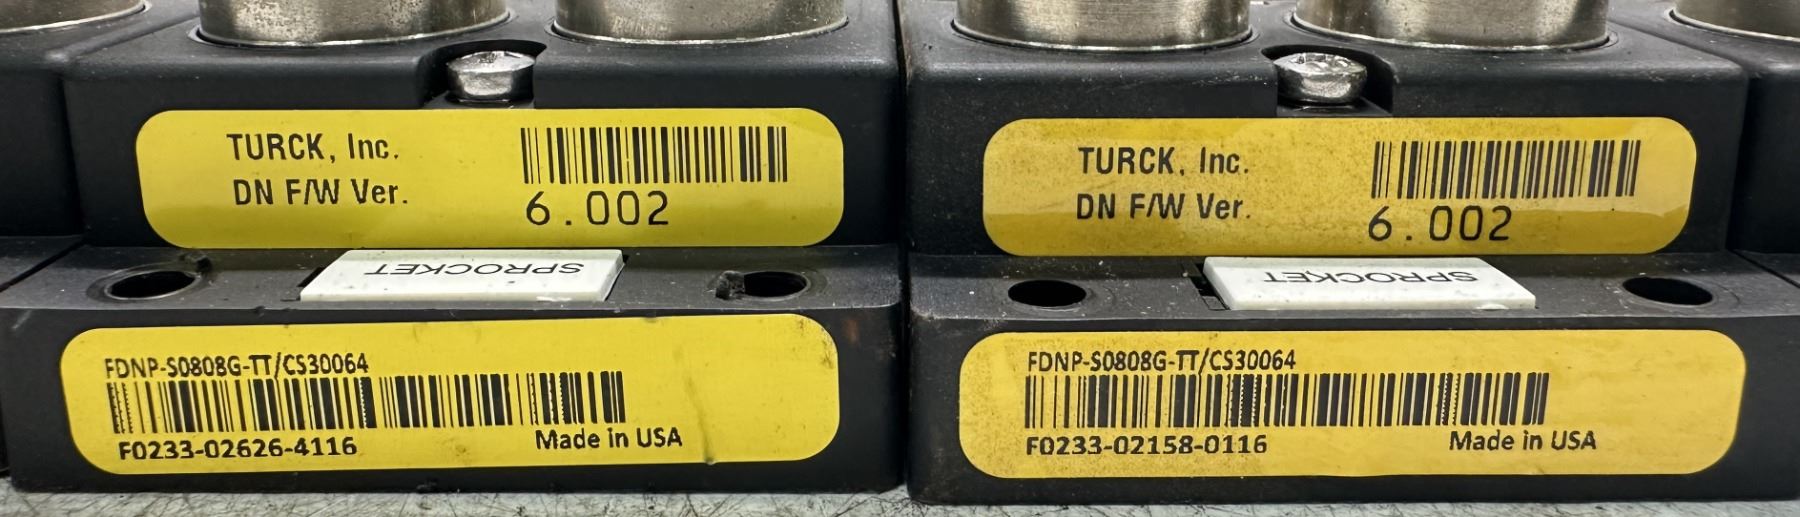 TURCK, Inc.
DN F/W Ver.
6.002
SPROCKET
FDNP-S0808G-TT/CS30064
F0233-02626-4116
Made in USA
TURCK, Inc.
DN F/W Ver.
6.002
SPROCKET
FDNP-S0808G-TT/CS30064
F0233-02158-0116
Made in USA